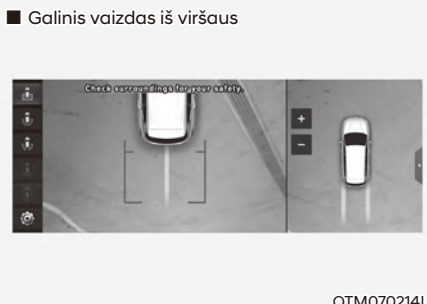 ■ Galinis vaizdas iš viršaus
Check surroundings for your safety.
+
−
OTM070214L